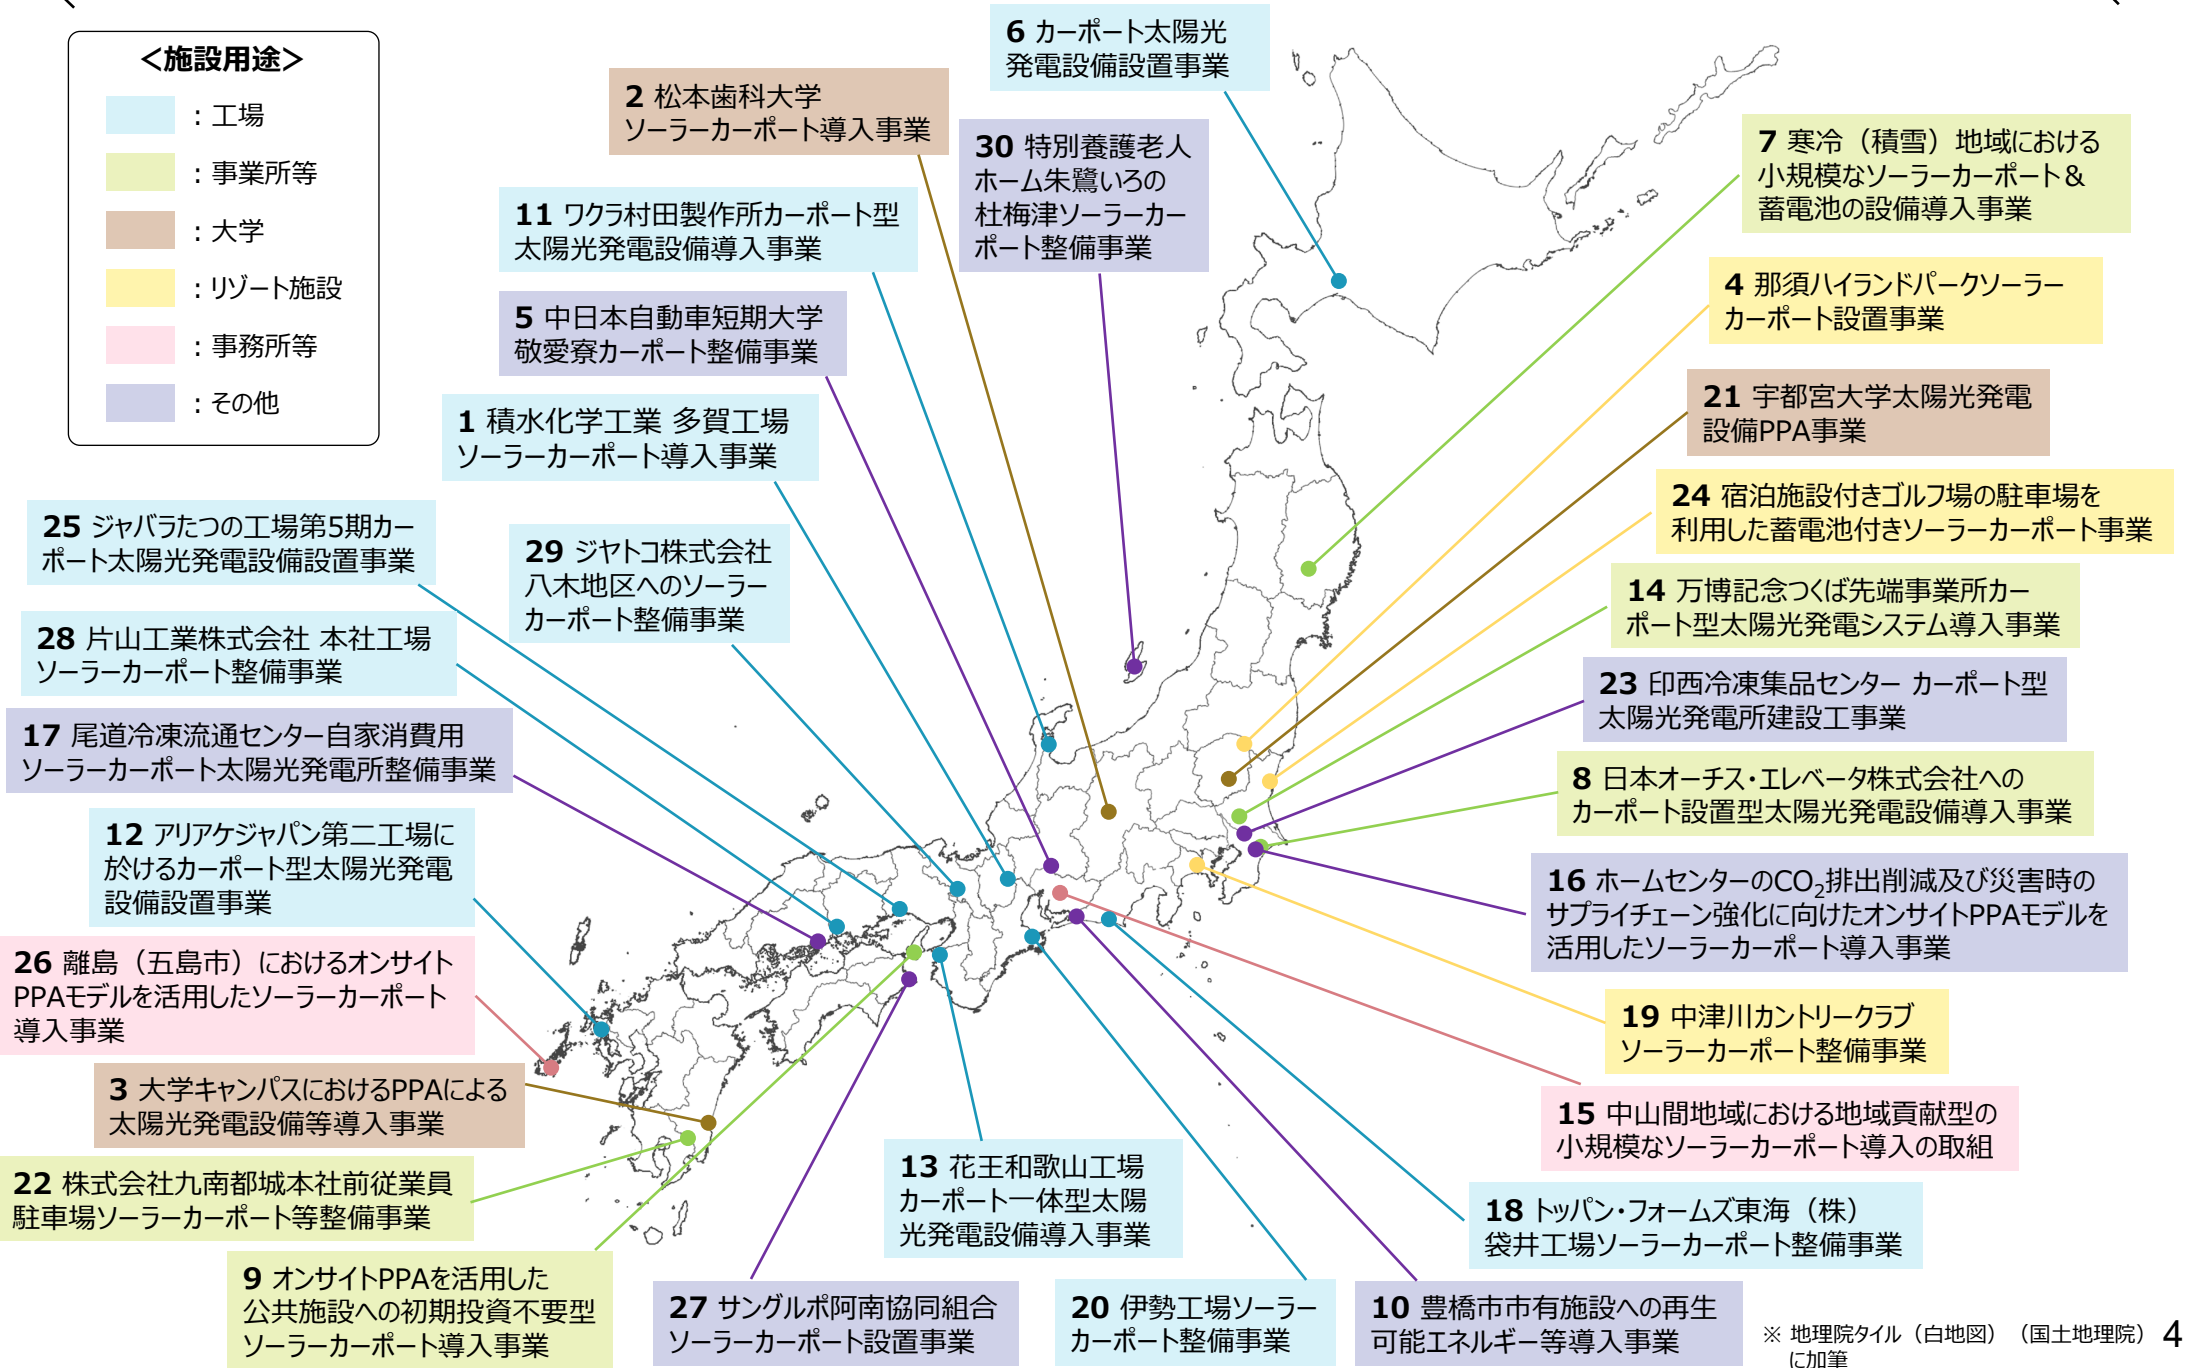 ＜施設用途＞
：工場
：事業所等
：大学
：リゾート施設
：事務所等
：その他
6 カーポート太陽光
発電設備設置事業
2 松本歯科大学
ソーラーカーポート導入事業
30 特別養護老人
ホーム朱鷺いろの
杜梅津ソーラーカー
ポート整備事業
7 寒冷（積雪）地域における
小規模なソーラーカーポート＆
蓄電池の設備導入事業
11 ワクラ村田製作所カーポート型
太陽光発電設備導入事業
4 那須ハイランドパークソーラー
カーポート設置事業
5 中日本自動車短期大学
敬愛寮カーポート整備事業
21 宇都宮大学太陽光発電
設備PPA事業
1 積水化学工業 多賀工場
ソーラーカーポート導入事業
24 宿泊施設付きゴルフ場の駐車場を
利用した蓄電池付きソーラーカーポート事業
25 ジャバラたつの工場第5期カー
ポート太陽光発電設備設置事業
29 ジヤトコ株式会社
八木地区へのソーラー
カーポート整備事業
14 万博記念つくば先端事業所カー
ポート型太陽光発電システム導入事業
28 片山工業株式会社 本社工場
ソーラーカーポート整備事業
23 印西冷凍集品センター カーポート型
太陽光発電所建設工事業
17 尾道冷凍流通センター自家消費用
ソーラーカーポート太陽光発電所整備事業
8 日本オーチス・エレベータ株式会社への
カーポート設置型太陽光発電設備導入事業
12 アリアケジャパン第二工場に
於けるカーポート型太陽光発電
設備設置事業
16 ホームセンターのCO2排出削減及び災害時の
サプライチェーン強化に向けたオンサイトPPAモデルを
活用したソーラーカーポート導入事業
26 離島（五島市）におけるオンサイト
PPAモデルを活用したソーラーカーポート
導入事業
19 中津川カントリークラブ
ソーラーカーポート整備事業
3 大学キャンパスにおけるPPAによる
太陽光発電設備等導入事業
15 中山間地域における地域貢献型の
小規模なソーラーカーポート導入の取組
22 株式会社九南都城本社前従業員
駐車場ソーラーカーポート等整備事業
13 花王和歌山工場
カーポート一体型太陽
光発電設備導入事業
18 トッパン・フォームズ東海（株）
袋井工場ソーラーカーポート整備事業
9 オンサイトPPAを活用した
公共施設への初期投資不要型
ソーラーカーポート導入事業
27 サングルポ阿南協同組合
ソーラーカーポート設置事業
20 伊勢工場ソーラー
カーポート整備事業
10 豊橋市市有施設への再生
可能エネルギー等導入事業
※ 地理院タイル（白地図）（国土地理院）
に加筆
4